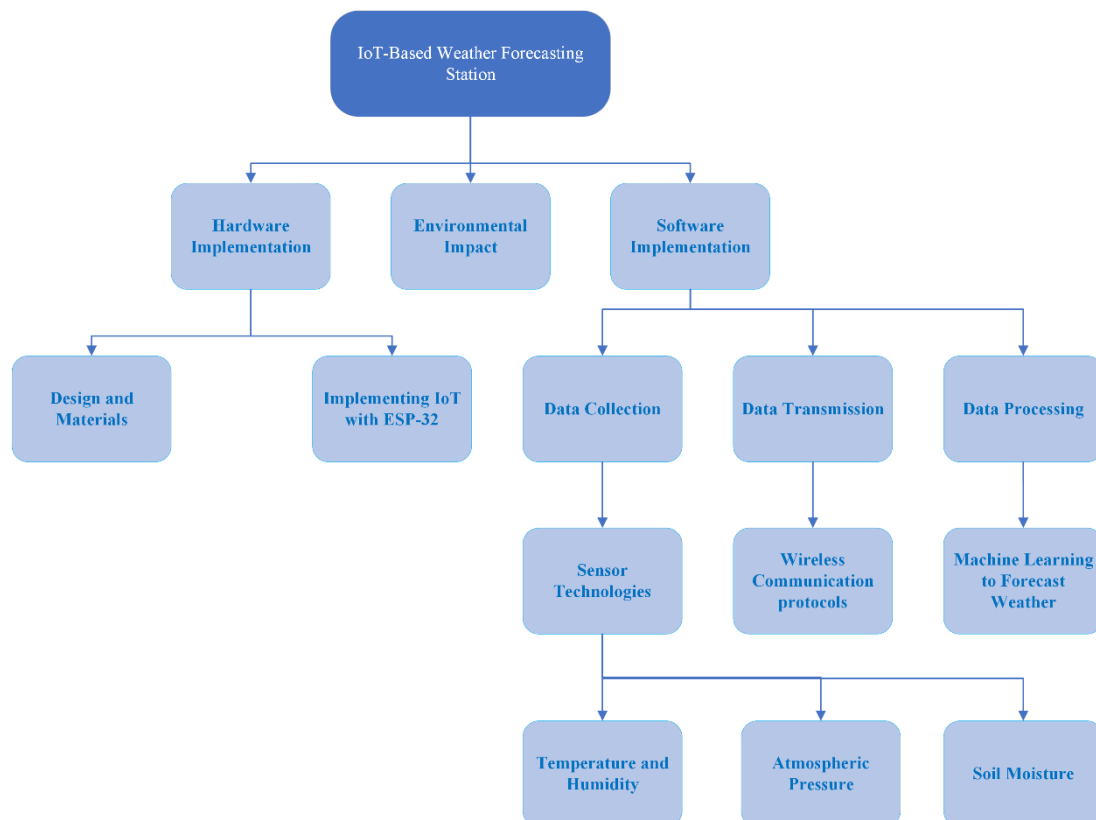 IoT-Based Weather Forecasting
Station
Hardware
Implementation
Environmental
Impact
Software
Implementation
Design and
Materials
Implementing IoT
with ESP-32
Data Collection
Data Transmission
Data Processing
Sensor
Technologies
Wireless
Communication
protocols
Machine Learning
to Forecast
Weather
Temperature and
Humidity
Atmospheric
Pressure
Soil Moisture